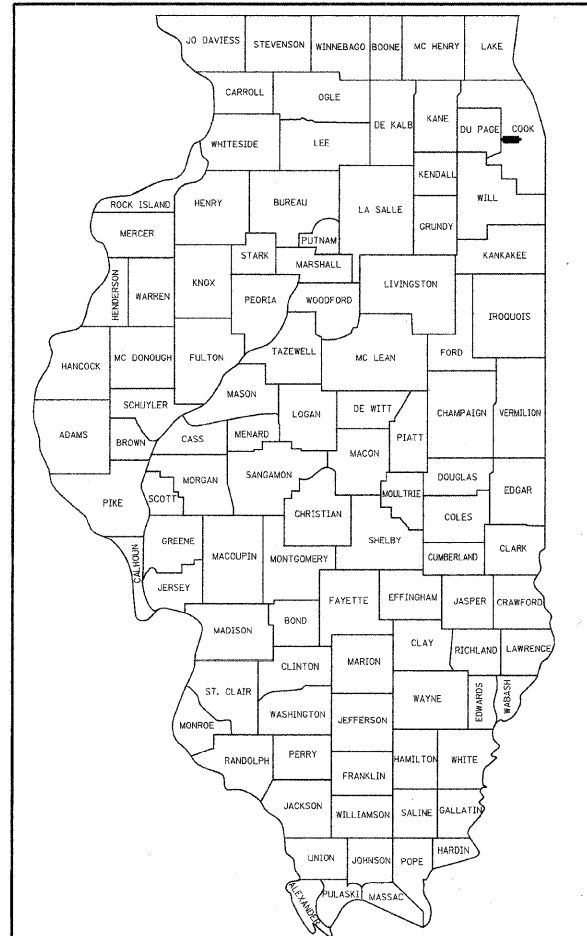 JO DAVIESS STEVENSON WINNEBAGO BOONE MC HENRY LAKE
CARROLL OGLE
DE KALB KANE DU PAGE COOK
WHITESIDE LEE
KENDALL WILL
ROCK ISLAND HENRY BUREAU LA SALLE
MERCER PUTNAM GRUNDY
STARK MARSHALL KANKAKEE
HENDERSON WARREN KNOX PEORIA WOODFORD LIVINGSTON
IROQUOIS
HANCOCK MC DONOUGH FULTON TAZEWELL MC LEAN FORD
MASON
SCHUYLER LOGAN DE WITT CHAMPAIGN VERMILION
ADAMS BROWN CASS MENARD MACON PIATT
PIKE SCOTT MORGAN SANGAMON DOUGLAS EDGAR
CHRISTIAN MOULTRIE COLES
GREENE SHELBY
CALHOUN MACOUPIN MONTGOMERY CUMBERLAND CLARK
JERSEY
FAYETTE EFFINGHAM JASPER CRAWFORD
MADISON BOND
CLAY RICHLAND LAWRENCE
CLINTON MARION
ST. CLAIR WAYNE EDWARDS WABASH
MONROE WASHINGTON JEFFERSON
RANDOLPH PERRY HAMILTON WHITE
FRANKLIN
JACKSON WILLIAMSON SALINE GALLATIN
HARDIN
UNION JOHNSON POPE
ALEXANDER PULASKI MASSAC